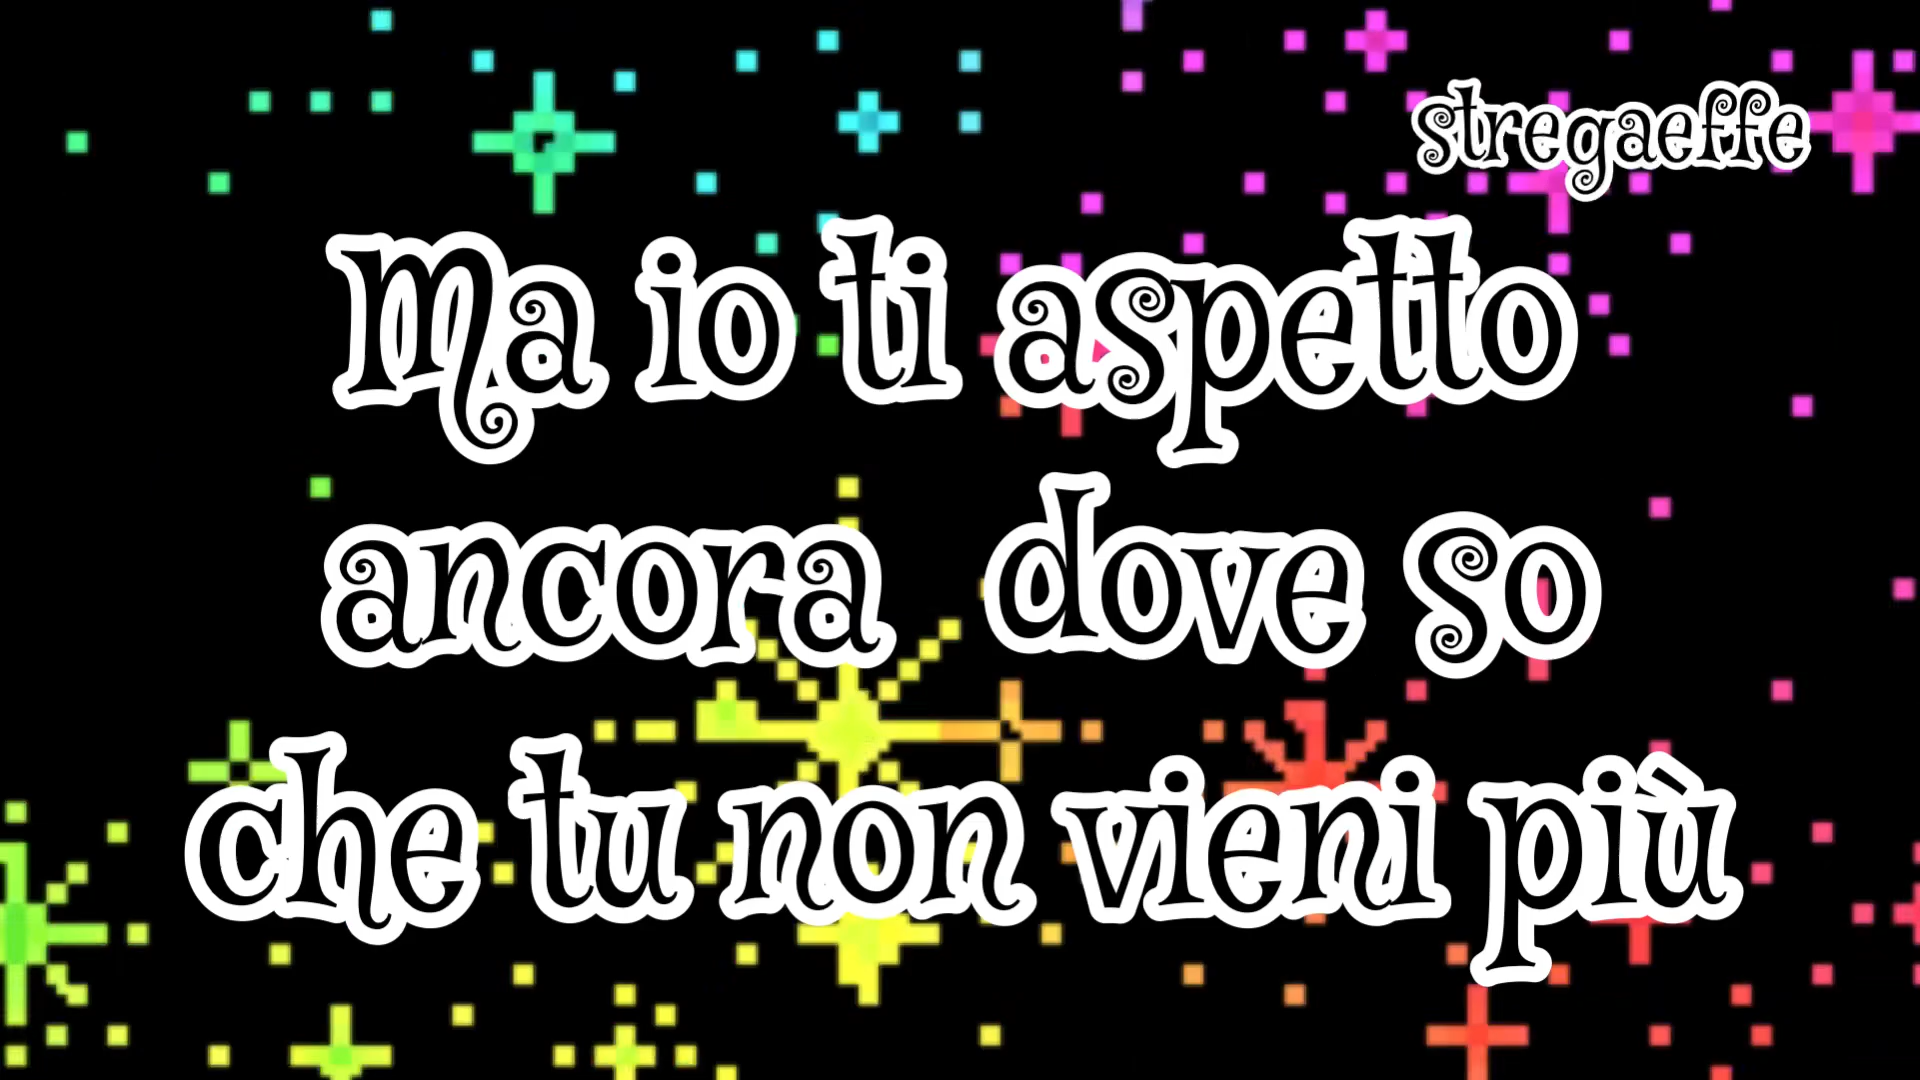 stregaeffe
Ma io ti aspetto
ancora dove so
che tu non vieni più